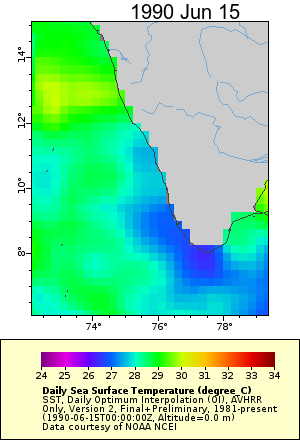 1990 Jun 15
14°
12°
10°
8°
74° 76° 78°
24 25 26 27 28 29 30 31 32 33 34
Daily Sea Surface Temperature (degree_C)
SST, Daily Optimum Interpolation (OI), AVHRR
Only, Version 2, Final+Preliminary, 1981-present
(1990-06-15T00:00:00Z, Altitude=0.0 m)
Data courtesy of NOAA NCEI